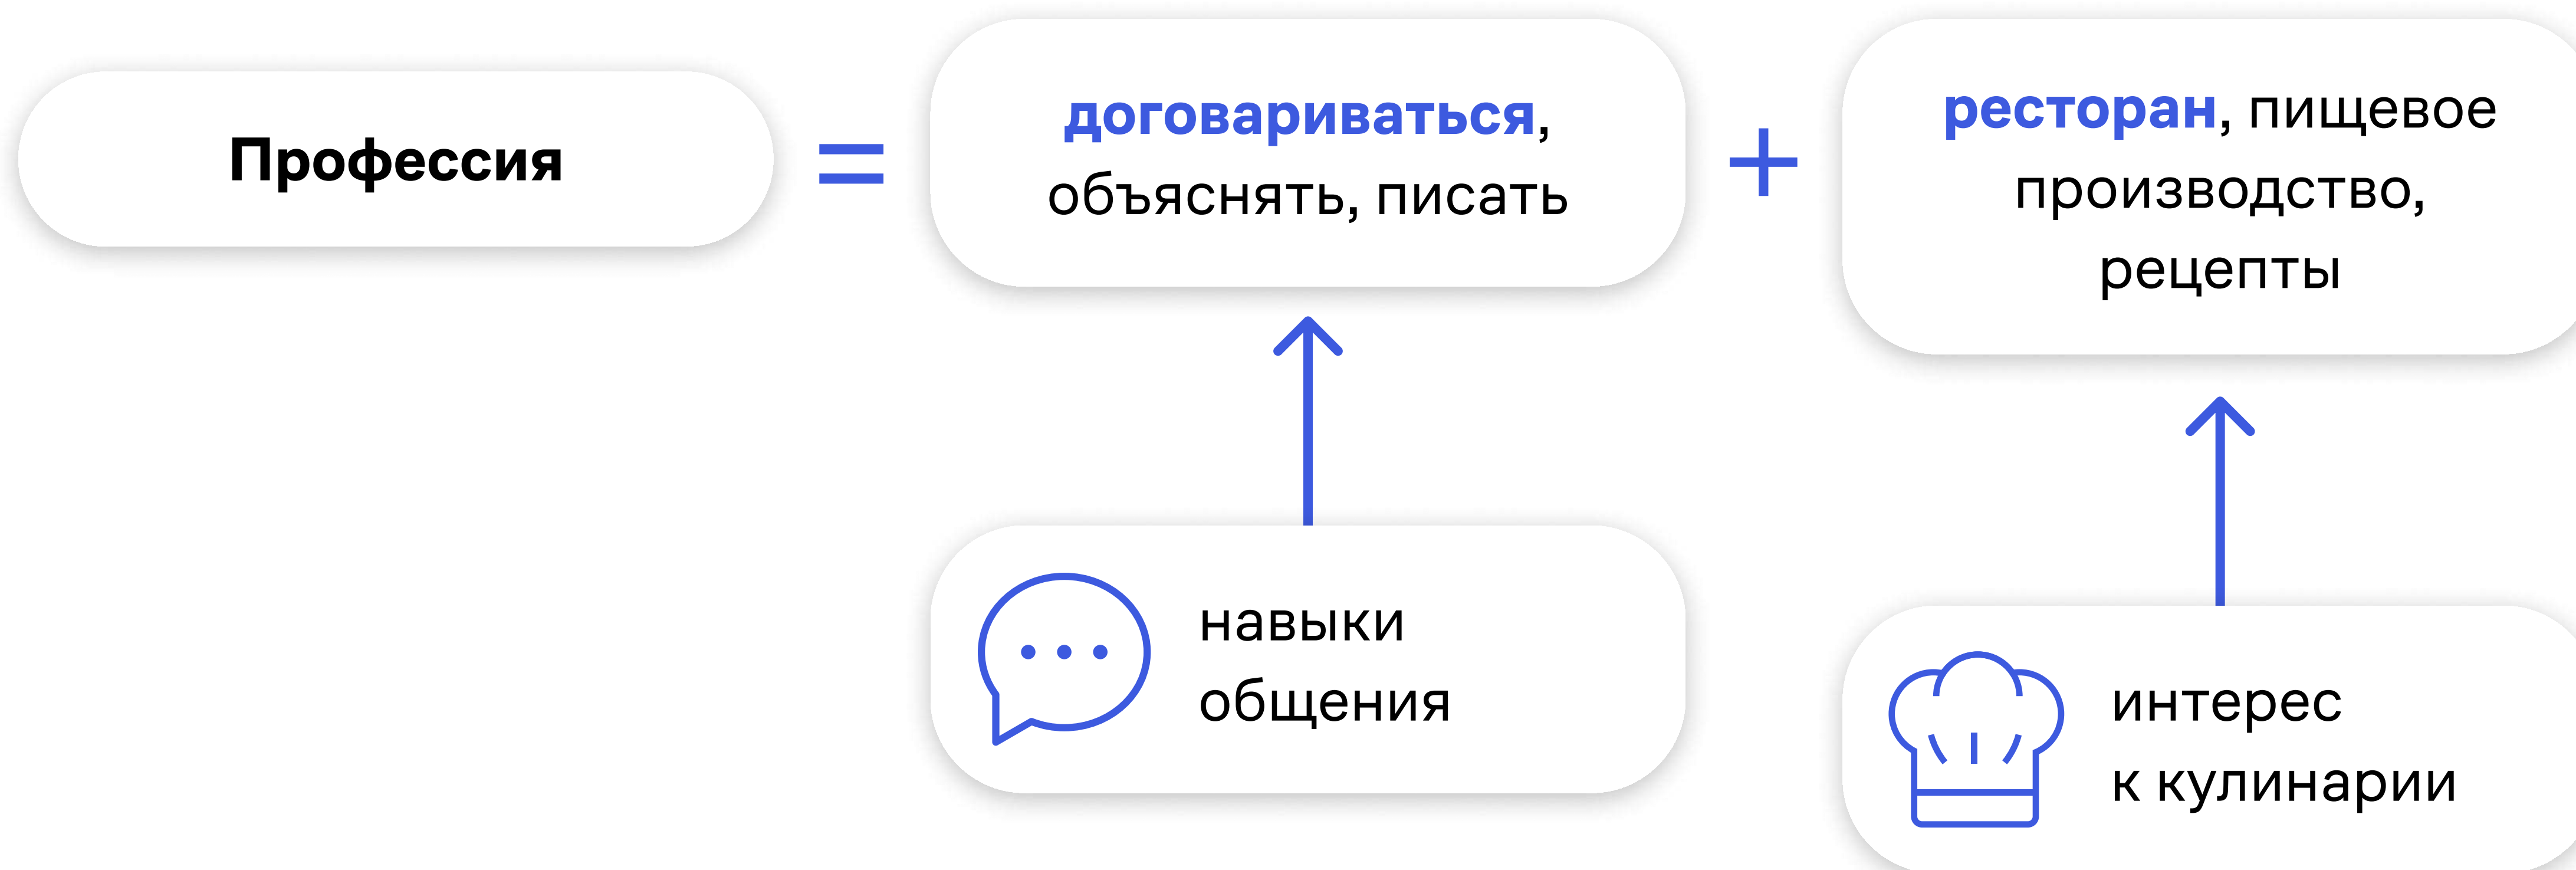 Профессия
=
договариваться,
объяснять, писать
+
ресторан, пищевое
производство,
рецепты
навыки
общения
интерес
к кулинарии